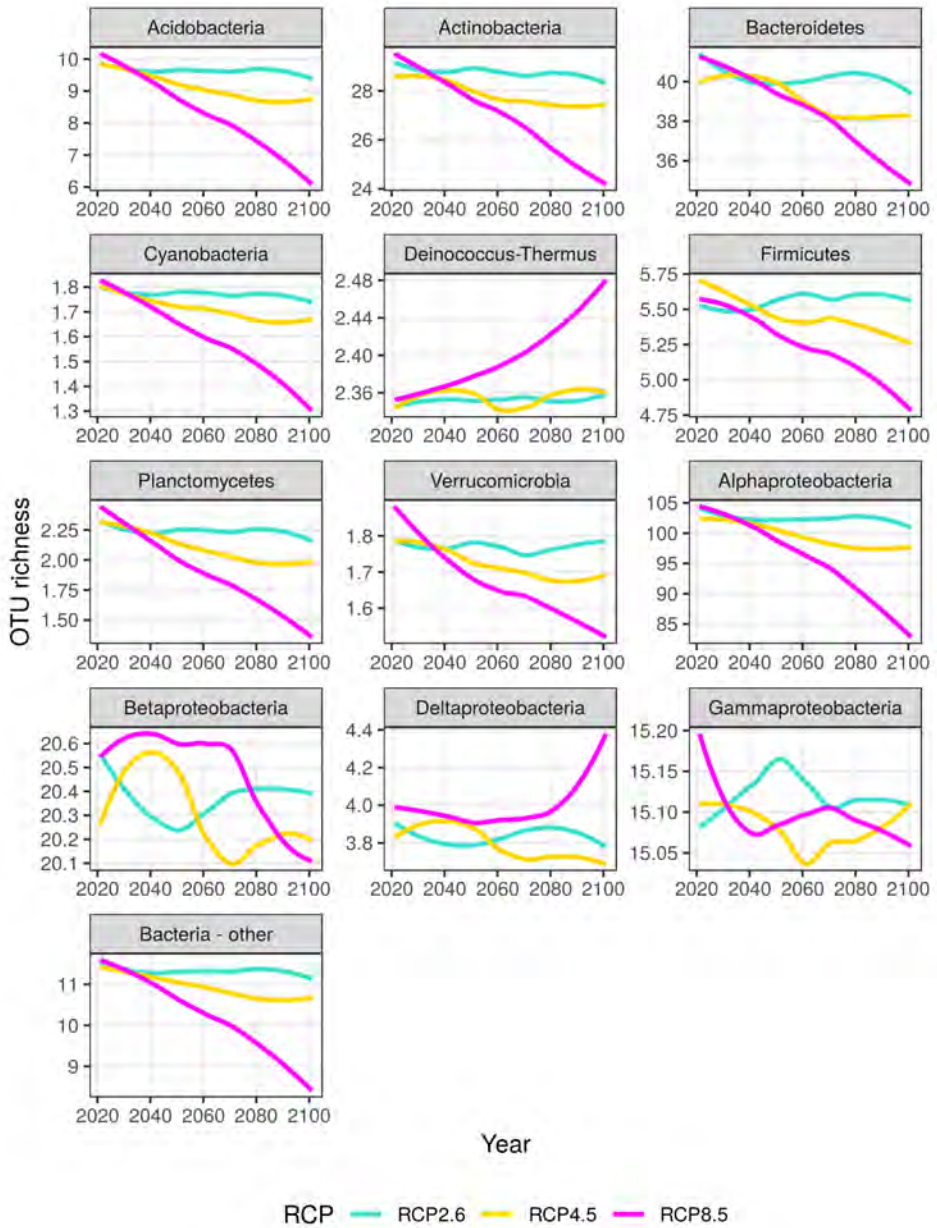 Acidobacteria Actinobacteria Bacteroidetes
10
9
8
7
6
2020 2040 2060 2080 2100
28
26
24
2020 2040 2060 2080 2100
40
38
36
2020 2040 2060 2080 2100
Cyanobacteria Deinococcus-Thermus Firmicutes
1.8
1.7
1.6
1.5
1.4
1.3
2020 2040 2060 2080 2100
2.48
2.44
2.40
2.36
2020 2040 2060 2080 2100
5.75
5.50
5.25
5.00
4.75
2020 2040 2060 2080 2100
OTU richness
Planctomycetes Verrucomicrobia Alphaproteobacteria
2.25
2.00
1.75
1.50
2020 2040 2060 2080 2100
1.8
1.7
1.6
2020 2040 2060 2080 2100
105
100
95
90
85
2020 2040 2060 2080 2100
Betaproteobacteria Deltaproteobacteria Gammaproteobacteria
20.6
20.5
20.4
20.3
20.2
20.1
2020 2040 2060 2080 2100
4.4
4.2
4.0
3.8
2020 2040 2060 2080 2100
15.20
15.15
15.10
15.05
2020 2040 2060 2080 2100
Bacteria - other
11
10
9
2020 2040 2060 2080 2100
Year
RCP RCP2.6 RCP4.5 RCP8.5